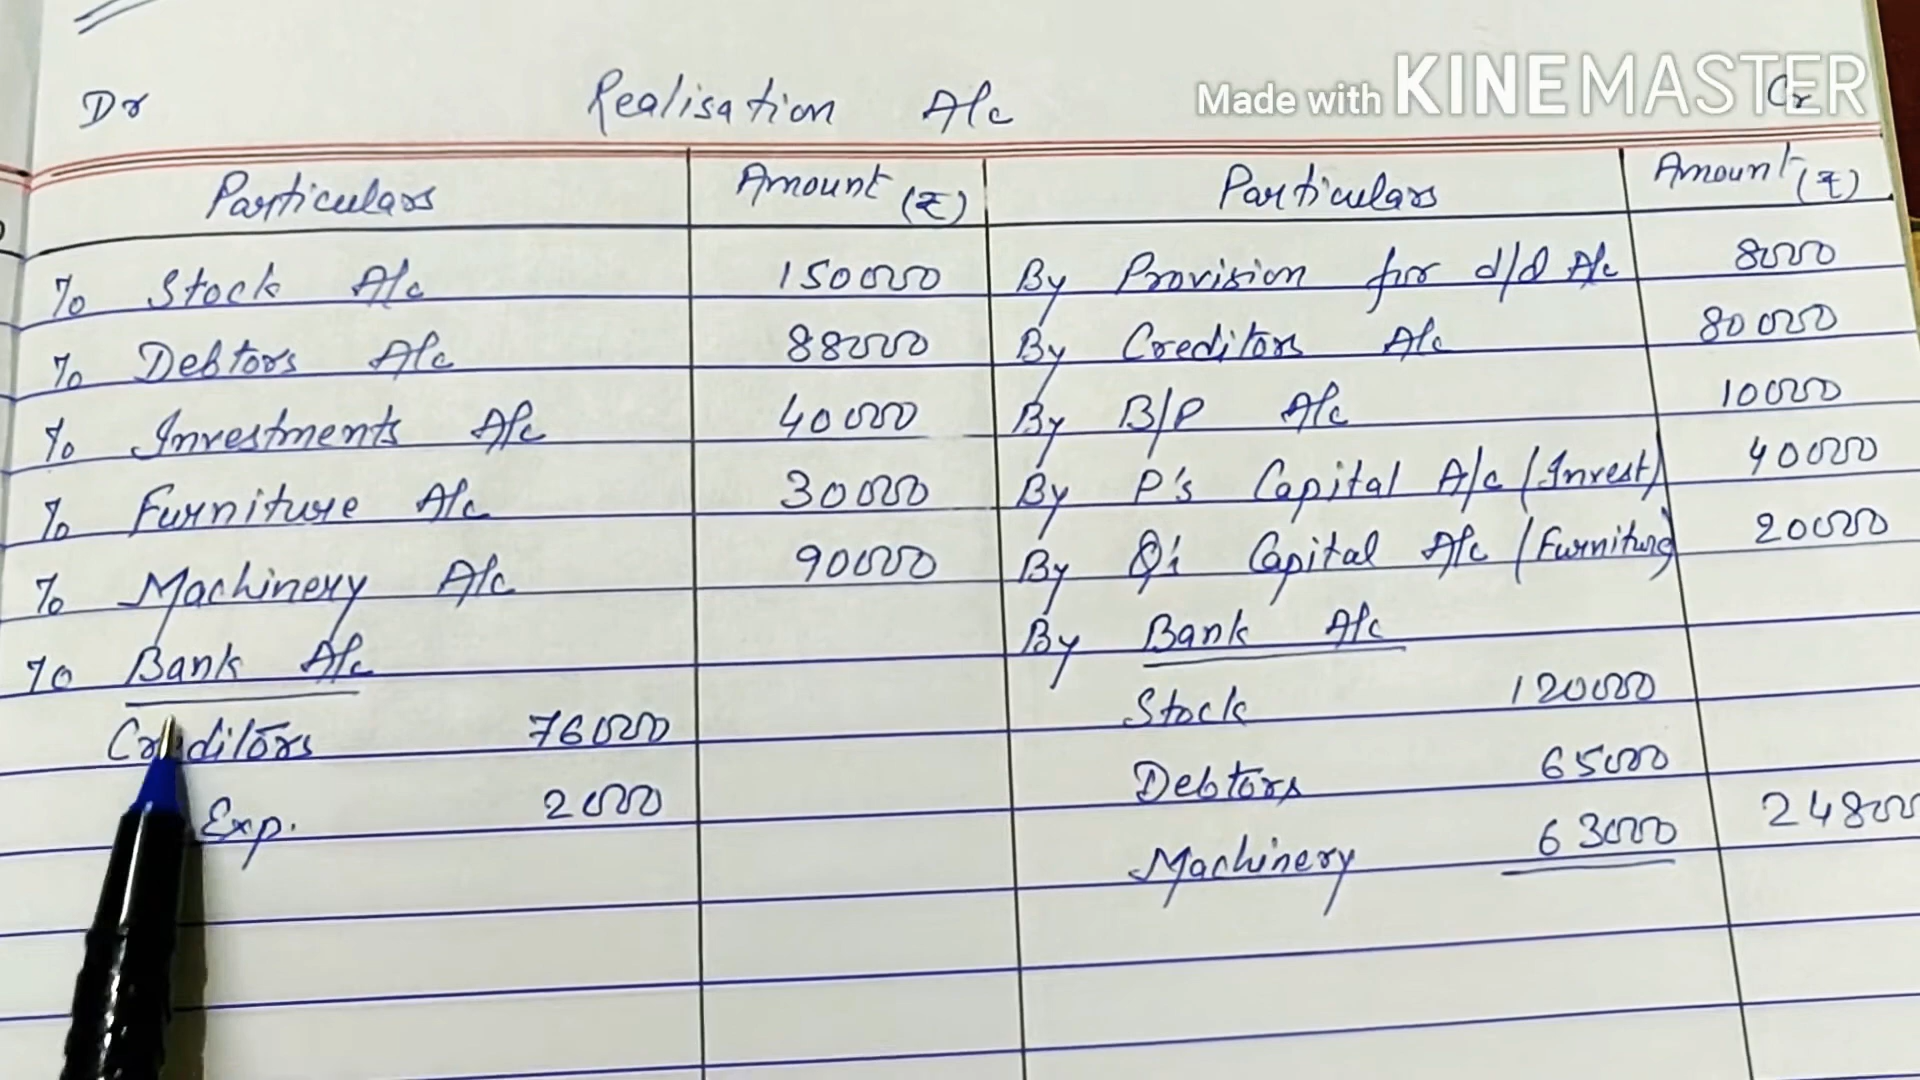 Made with KINEMASTER
Dr Realisation A/c Cr
Particulars Amount (₹) Particulars Amount (₹)
To Stock A/c 150000 By Provision for d/d A/c 8000
To Debtors A/c 88000 By Creditors A/c 80000
To Investments A/c 40000 By B/P A/c 10000
To Furniture A/c 30000 By P's Capital A/c (Invest) 40000
To Machinery A/c 90000 By Q's Capital A/c (Furniture) 20000
To Bank A/c By Bank A/c
Creditors 76000 Stock 120000
Exp. 2000 Debtors 65000
Machinery 63000 248000